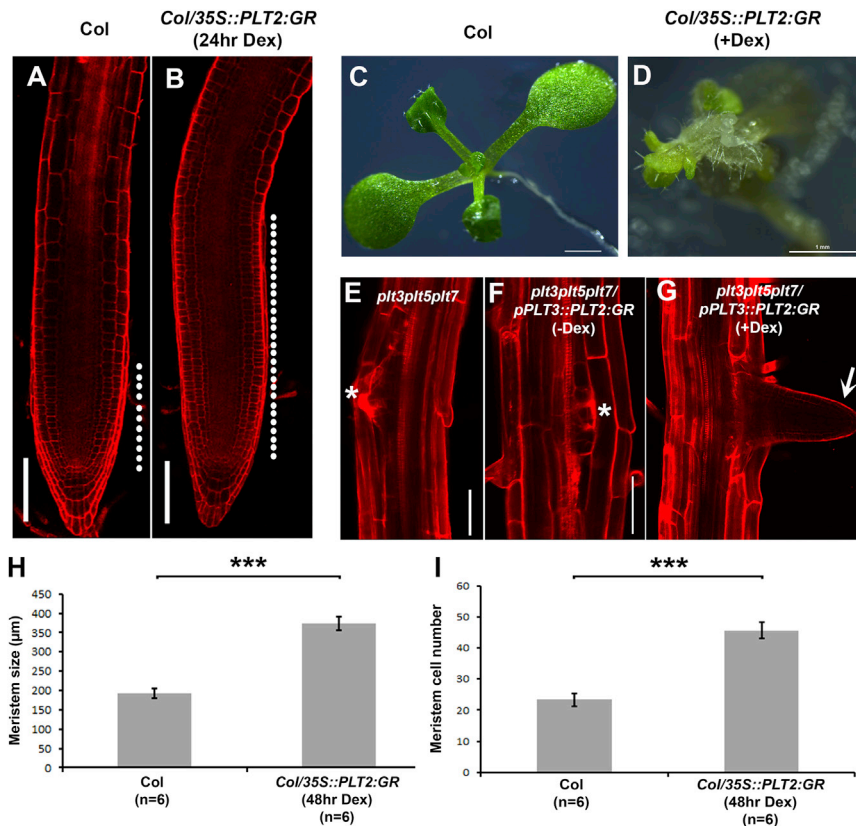 Col
Col/35S::PLT2:GR
(24hr Dex)
Col
Col/35S::PLT2:GR
(+Dex)
A
B
C
D
1 mm
E
plt3plt5plt7
*
F
plt3plt5plt7/
pPLT3::PLT2:GR
(-Dex)
*
G
plt3plt5plt7/
pPLT3::PLT2:GR
(+Dex)
H
***
Meristem size (µm)
450
400
350
300
250
200
150
100
50
0
Col
(n=6)
Col/35S::PLT2:GR
(48hr Dex)
(n=6)
I
***
Meristem cell number
60
50
40
30
20
10
0
Col
(n=6)
Col/35S::PLT2:GR
(48hr Dex)
(n=6)